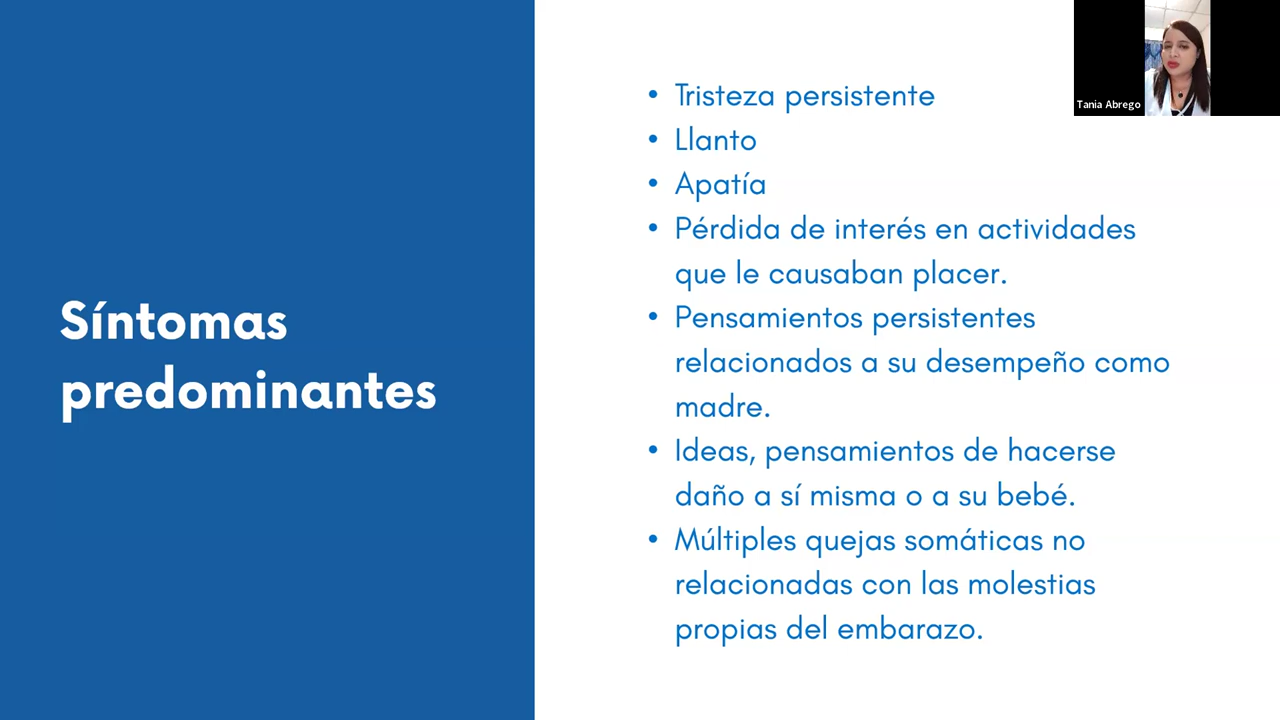 Síntomas
predominantes
• Tristeza persistente
• Llanto
• Apatía
• Pérdida de interés en actividades
que le causaban placer.
• Pensamientos persistentes
relacionados a su desempeño como
madre.
• Ideas, pensamientos de hacerse
daño a sí misma o a su bebé.
• Múltiples quejas somáticas no
relacionadas con las molestias
propias del embarazo.
Tania Abrego